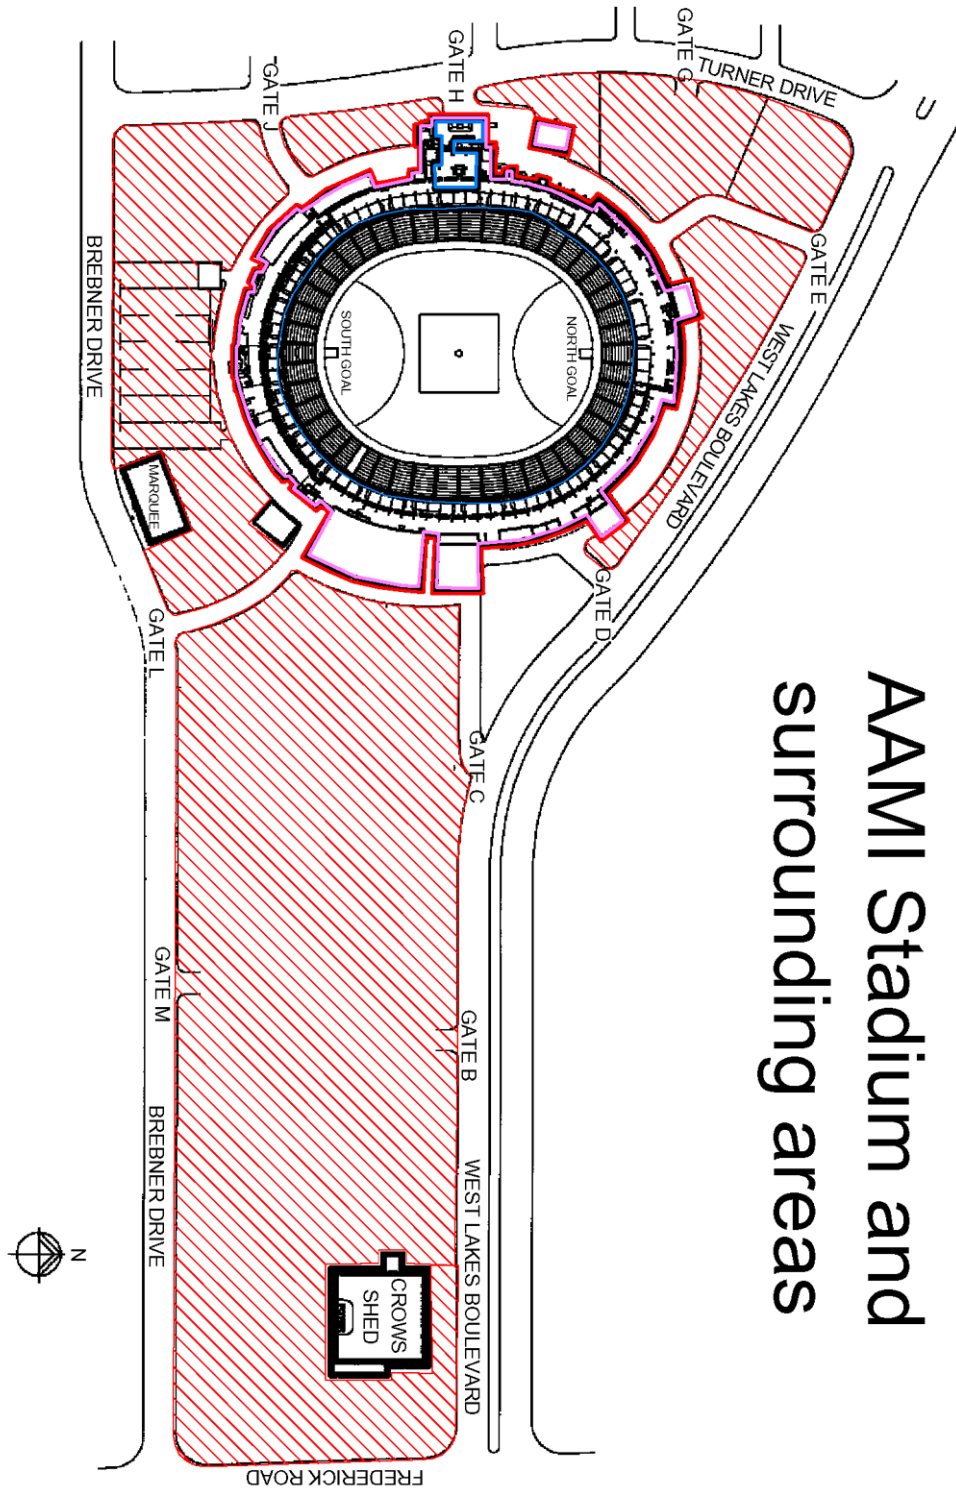 AAMI Stadium and
surrounding areas
TURNER DRIVE
GATE G
GATE H
GATE J
GATE E
WEST LAKES BOULEVARD
BREBNER DRIVE
SOUTH GOAL
NORTH GOAL
MARQUEE
GATE D
GATE L
GATE C
GATE M
GATE B
BREBNER DRIVE
WEST LAKES BOULEVARD
CROWS
SHED
N
FREDERICK ROAD